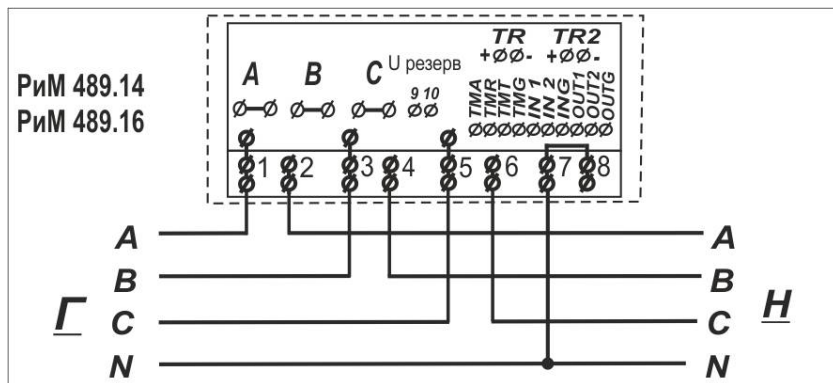 РиМ 489.14
РиМ 489.16
A B C U резерв TR TR2
+ - + -
9 10
TMA TMR TMT TMG IN 1 IN 2 ING OUT1 OUT2 OUTG
1 2 3 4 5 6 7 8
A A
B B
Г Н
C C
N N